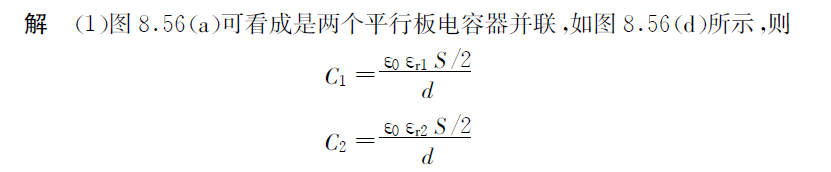 解 (1)图 8.56(a)可看成是两个平行板电容器并联,如图 8.56(d)所示,则
C₁ = ε₀ εᵣ₁ S/2 / d
C₂ = ε₀ εᵣ₂ S/2 / d